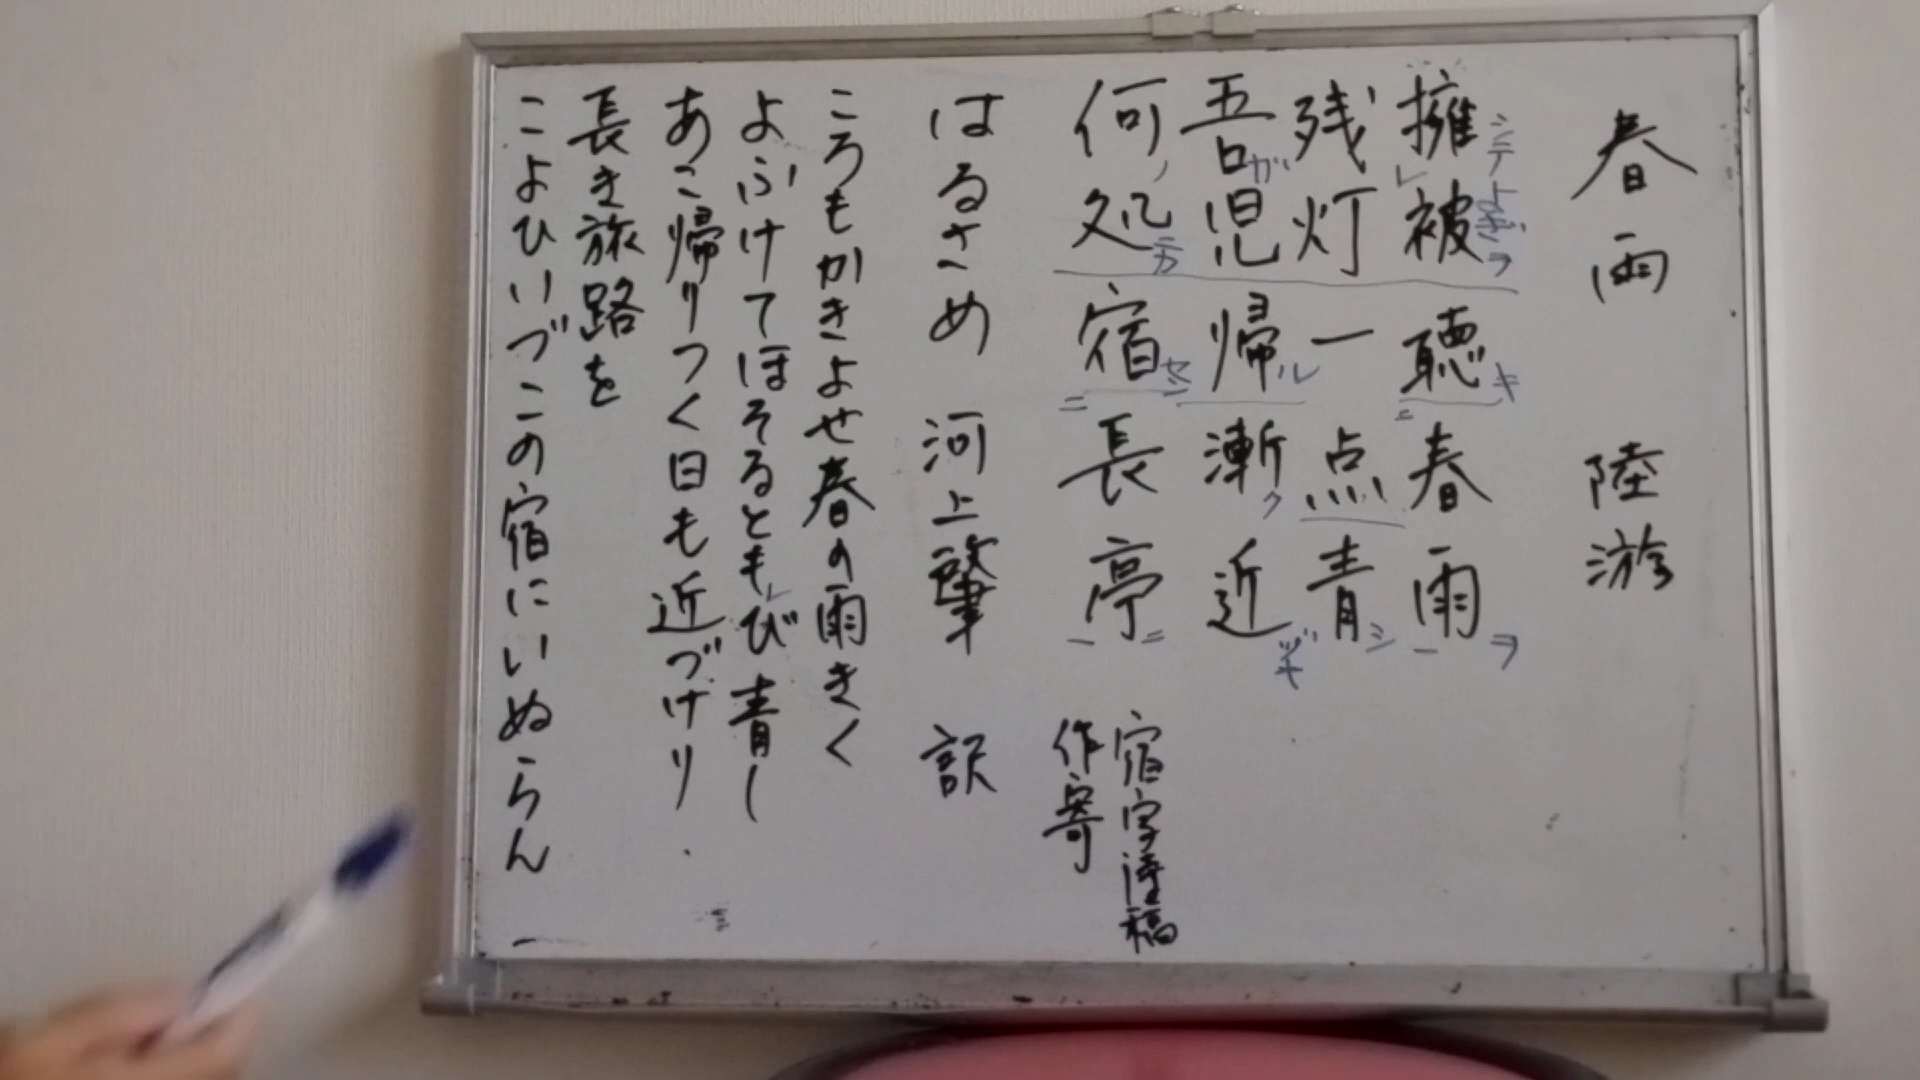 春雨 陸游
擁被聴春雨
残灯一点青
吾児帰漸近
何処宿長亭
宿字詩稿
作寄
はるさめ 河上肇 訳
ころもかきよせ春の雨きく
よふけてほそるともしび青し
あこ帰りつく日も近づけり
長き旅路を
こよひいづこの宿にいぬらん